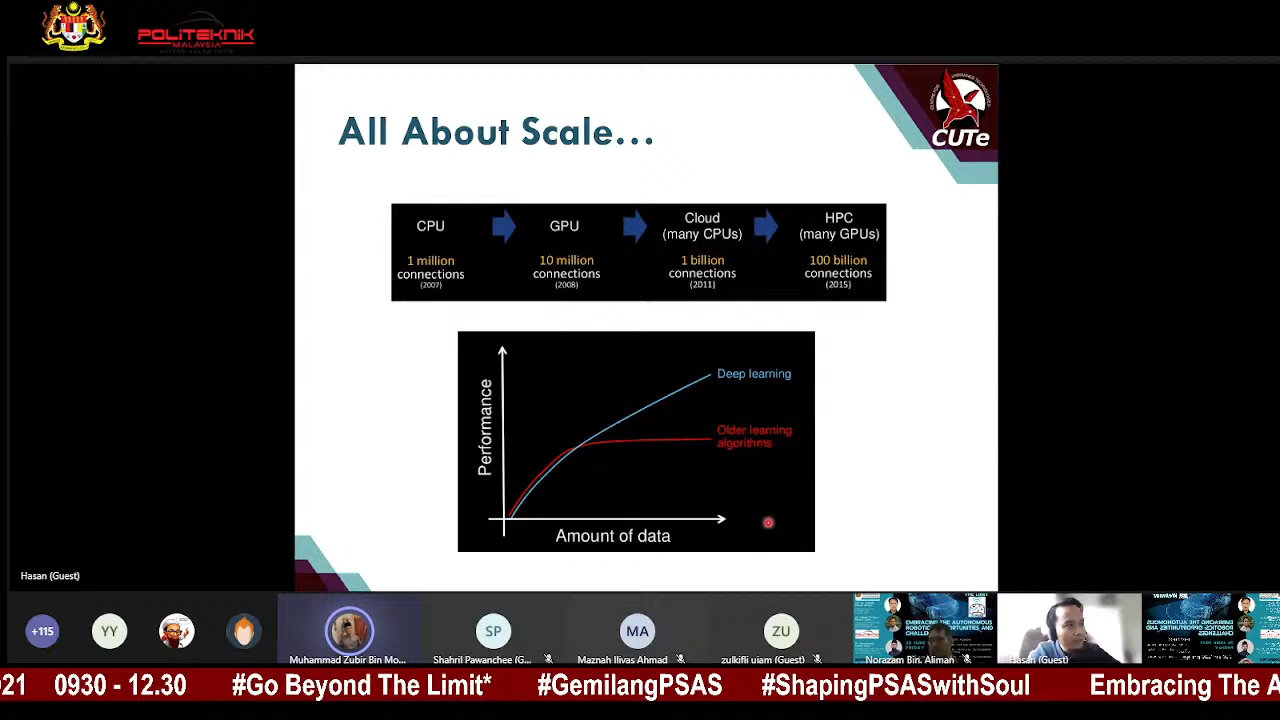 POLITEKNIK
MALAYSIA
All About Scale...
CUTe
CPU
GPU
Cloud
(many CPUs)
HPC
(many GPUs)
1 million
connections
(2007)
10 million
connections
(2008)
1 billion
connections
(2011)
100 billion
connections
(2015)
Performance
Deep learning
Older learning
algorithms
Amount of data
Hasan (Guest)
+115
YY
SP
MA
ZU
Muhammad Zubir Bin Mo...
Shahril Pawanchee (G...
Maznah Iliyas Ahmad
zulkifli ujam (Guest)
Norazam Bin. Aliman
Hasan (Guest)
21 0930 - 12.30 #Go Beyond The Limit* #GemilangPSAS #ShapingPSASwithSoul Embracing The A